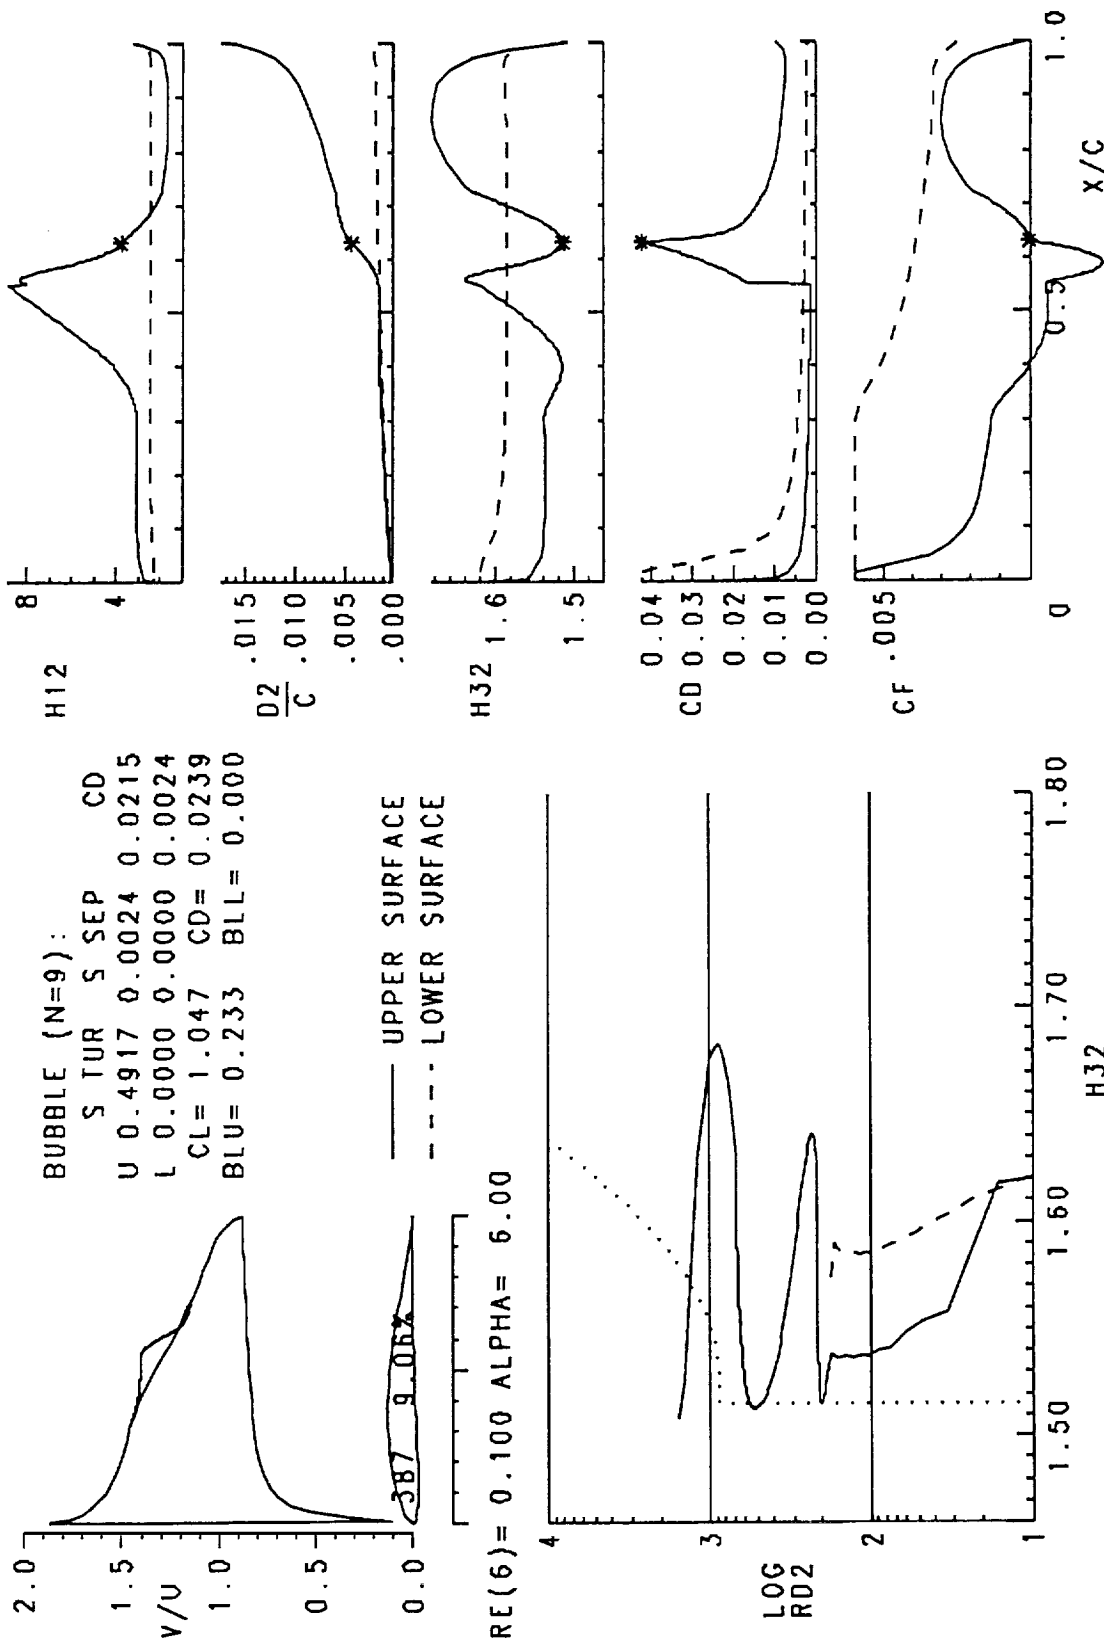 2.0
1.5
V/U
1.0
0.5
0.0
387 9.06%
BUBBLE (N=9):
S TUR S SEP CD
U 0.4917 0.0024 0.0215
L 0.0000 0.0000 0.0024
CL= 1.047 CD= 0.0239
BLU= 0.233 BLL= 0.000
UPPER SURFACE
LOWER SURFACE
RE(6)= 0.100 ALPHA= 6.00
4
3
LOG
RD2
2
1
1.50
1.60
1.70
1.80
H32
H12
8
4
D2
C
.015
.010
.005
.000
H32
1.6
1.5
CD
0.04
0.03
0.02
0.01
0.00
CF
.005
0
0.5
1.0
X/C